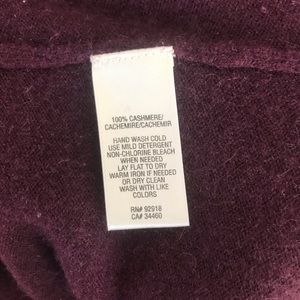 100% CASHMERE/
CACHEMIRE/CACHEMIR
HAND WASH COLD
USE MILD DETERGENT
NON-CHLORINE BLEACH
WHEN NEEDED
LAY FLAT TO DRY
WARM IRON IF NEEDED
OR DRY CLEAN
WASH WITH LIKE
COLORS
RN# 92918
CA# 34460